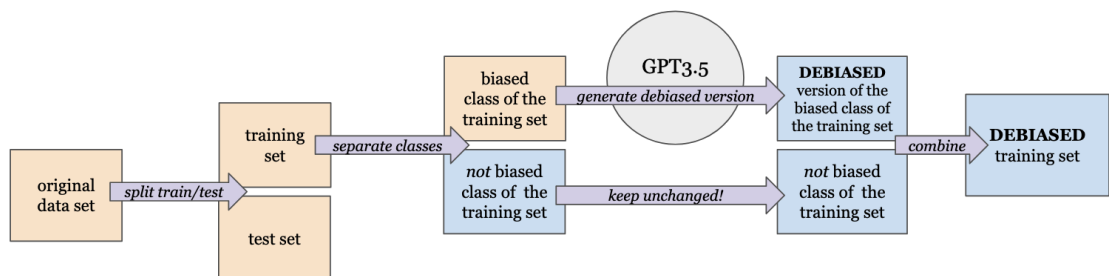 original
data set
split train/test
training
set
test set
separate classes
biased
class of the
training set
not biased
class of the
training set
GPT3.5
generate debiased version
keep unchanged!
DEBIASED
version of the
biased class of
the training set
not biased
class of the
training set
combine
DEBIASED
training set